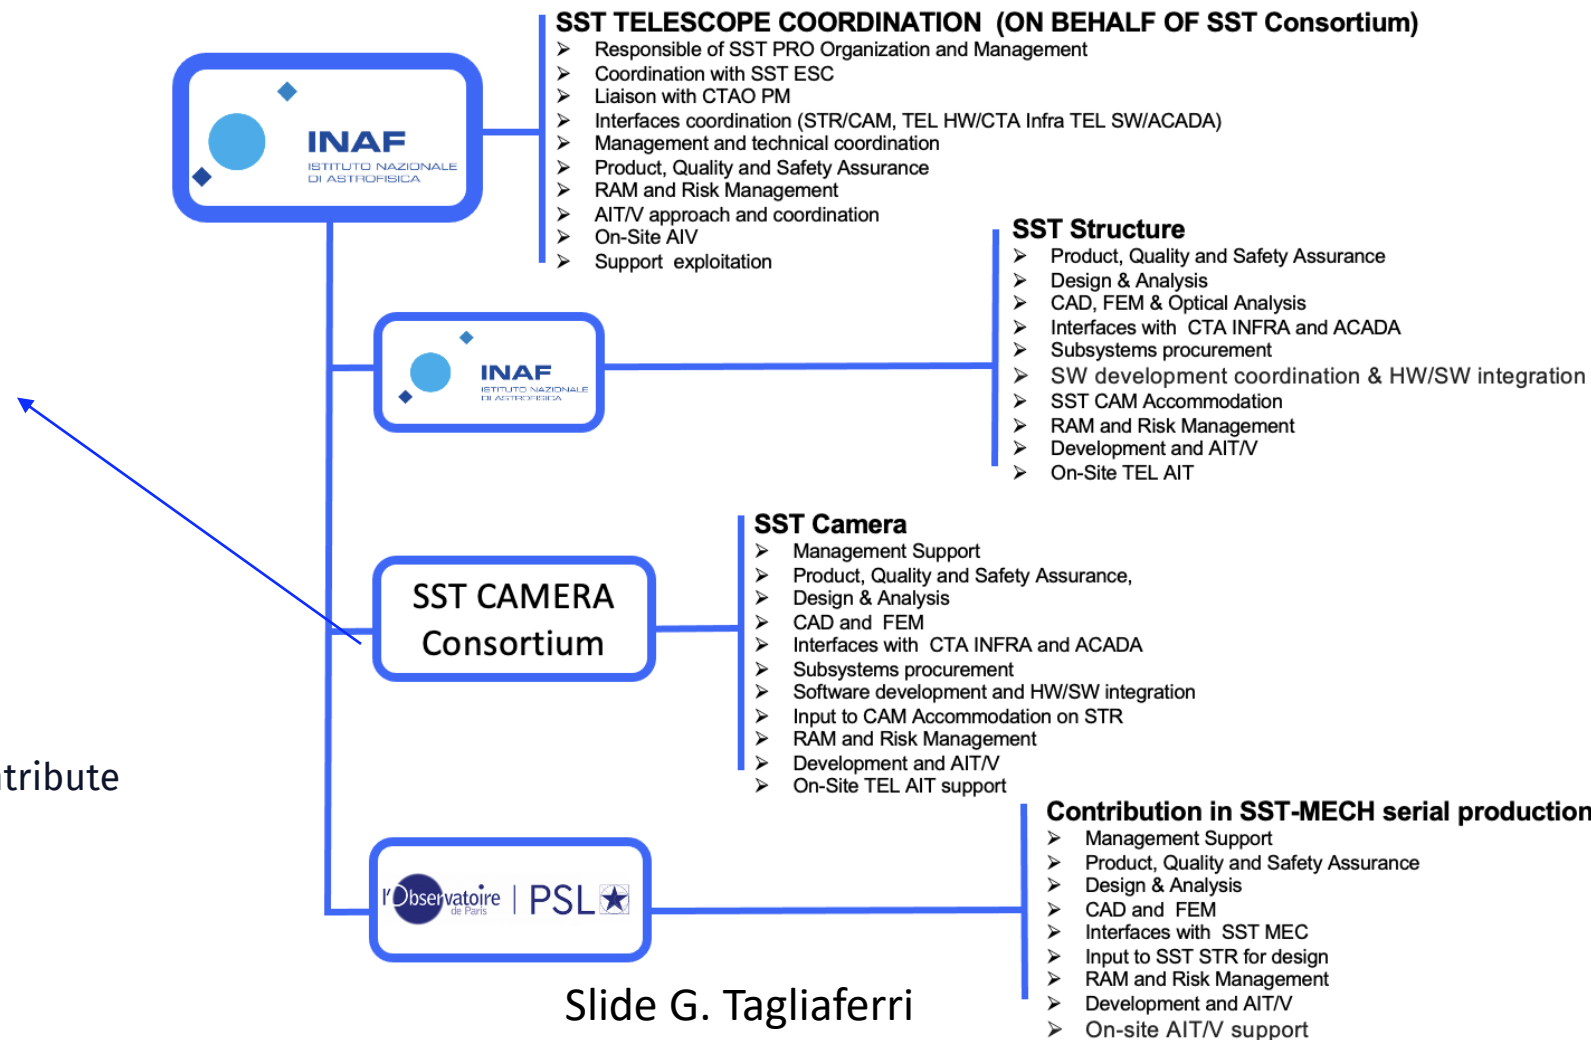 SST TELESCOPE COORDINATION (ON BEHALF OF SST Consortium)
➢ Responsible of SST PRO Organization and Management
➢ Coordination with SST ESC
➢ Liaison with CTAO PM
➢ Interfaces coordination (STR/CAM, TEL HW/CTA Infra TEL SW/ACADA)
➢ Management and technical coordination
➢ Product, Quality and Safety Assurance
➢ RAM and Risk Management
➢ AIT/V approach and coordination
➢ On-Site AIV
➢ Support exploitation
INAF
ISTITUTO NAZIONALE
DI ASTROFISICA
SST Structure
➢ Product, Quality and Safety Assurance
➢ Design & Analysis
➢ CAD, FEM & Optical Analysis
➢ Interfaces with CTA INFRA and ACADA
➢ Subsystems procurement
➢ SW development coordination & HW/SW integration
➢ SST CAM Accommodation
➢ RAM and Risk Management
➢ Development and AIT/V
➢ On-Site TEL AIT
INAF
ISTITUTO NAZIONALE
DI ASTROFISICA
SST Camera
➢ Management Support
➢ Product, Quality and Safety Assurance,
➢ Design & Analysis
➢ CAD and FEM
➢ Interfaces with CTA INFRA and ACADA
➢ Subsystems procurement
➢ Software development and HW/SW integration
➢ Input to CAM Accommodation on STR
➢ RAM and Risk Management
➢ Development and AIT/V
➢ On-Site TEL AIT support
SST CAMERA
Consortium
tribute
Contribution in SST-MECH serial production
➢ Management Support
➢ Product, Quality and Safety Assurance
➢ Design & Analysis
➢ CAD and FEM
➢ Interfaces with SST MEC
➢ Input to SST STR for design
➢ RAM and Risk Management
➢ Development and AIT/V
➢ On-site AIT/V support
l'Observatoire
de Paris
PSL
Slide G. Tagliaferri